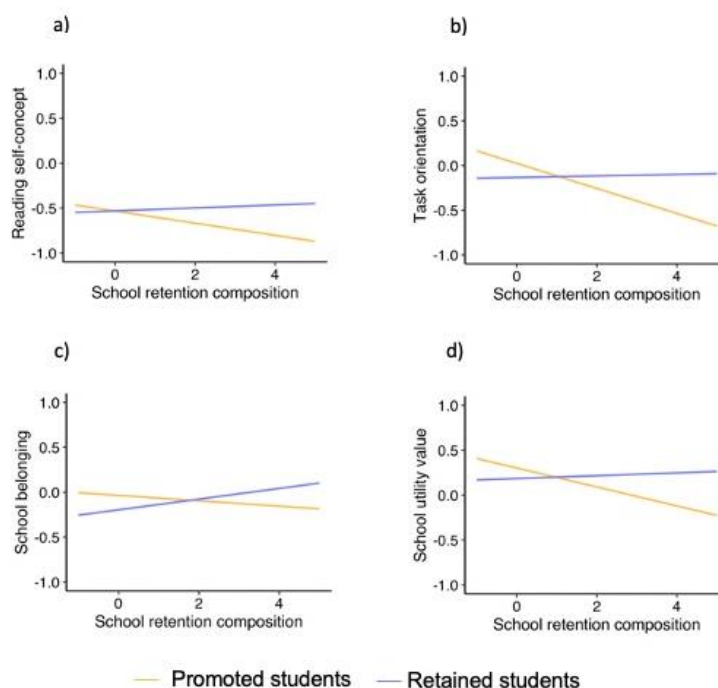 a)
1.0
0.5
0.0
-0.5
-1.0
Reading self-concept
0 2 4
School retention composition
b)
1.0
0.5
0.0
-0.5
-1.0
Task orientation
0 2 4
School retention composition
c)
1.0
0.5
0.0
-0.5
-1.0
School belonging
0 2 4
School retention composition
d)
1.0
0.5
0.0
-0.5
-1.0
School utility value
0 2 4
School retention composition
Promoted students Retained students